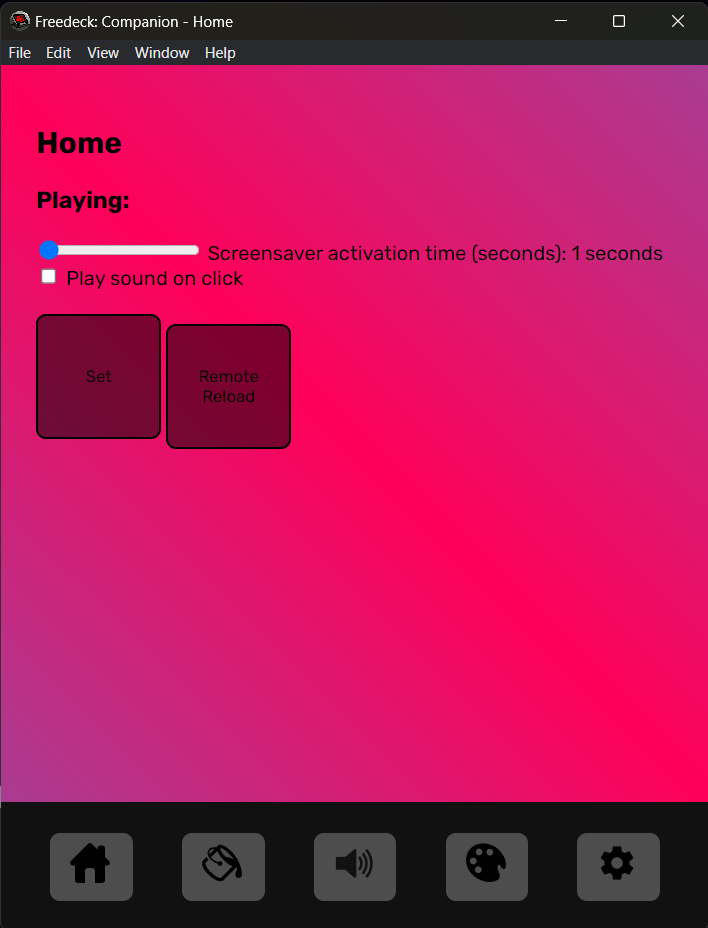 Freedeck: Companion - Home
File Edit View Window Help
Home
Playing:
Screensaver activation time (seconds): 1 seconds
Play sound on click
Set
Remote
Reload